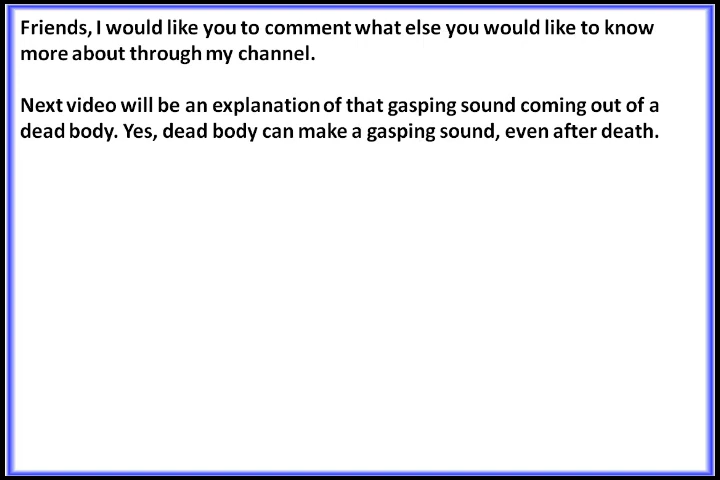 Friends, I would like you to comment what else you would like to know
more about through my channel.
Next video will be an explanation of that gasping sound coming out of a
dead body. Yes, dead body can make a gasping sound, even after death.